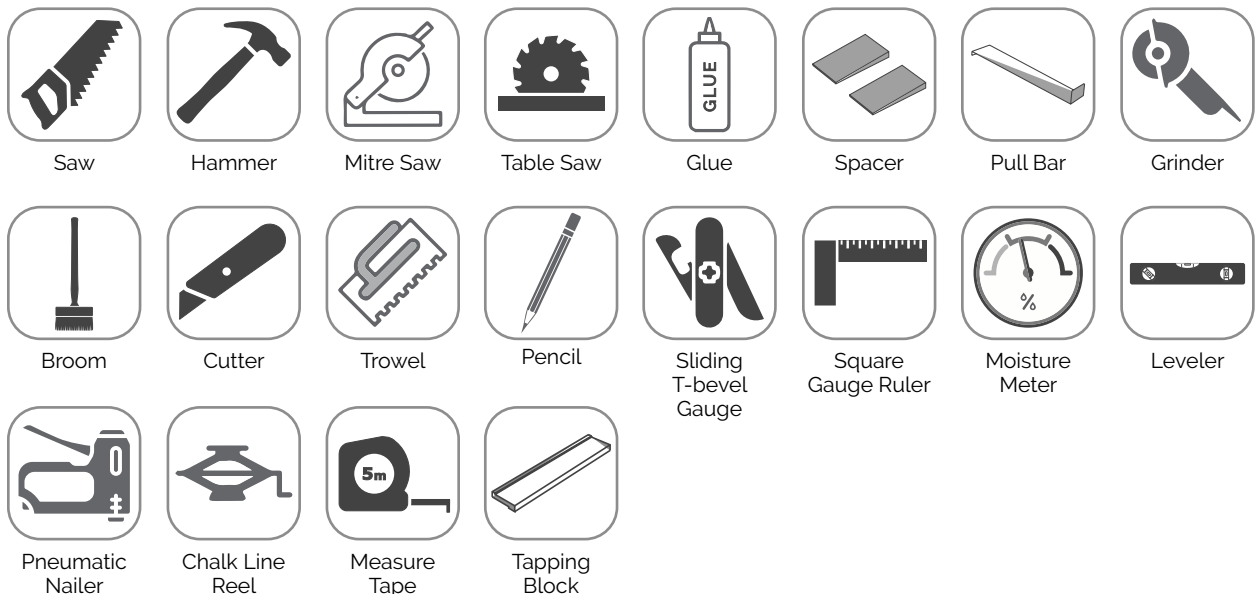 GLUE
Saw
Hammer
Mitre Saw
Table Saw
Glue
Spacer
Pull Bar
Grinder
%
Broom
Cutter
Trowel
Pencil
Sliding
T-bevel
Gauge
Square
Gauge Ruler
Moisture
Meter
Leveler
5m
Pneumatic
Nailer
Chalk Line
Reel
Measure
Tape
Tapping
Block